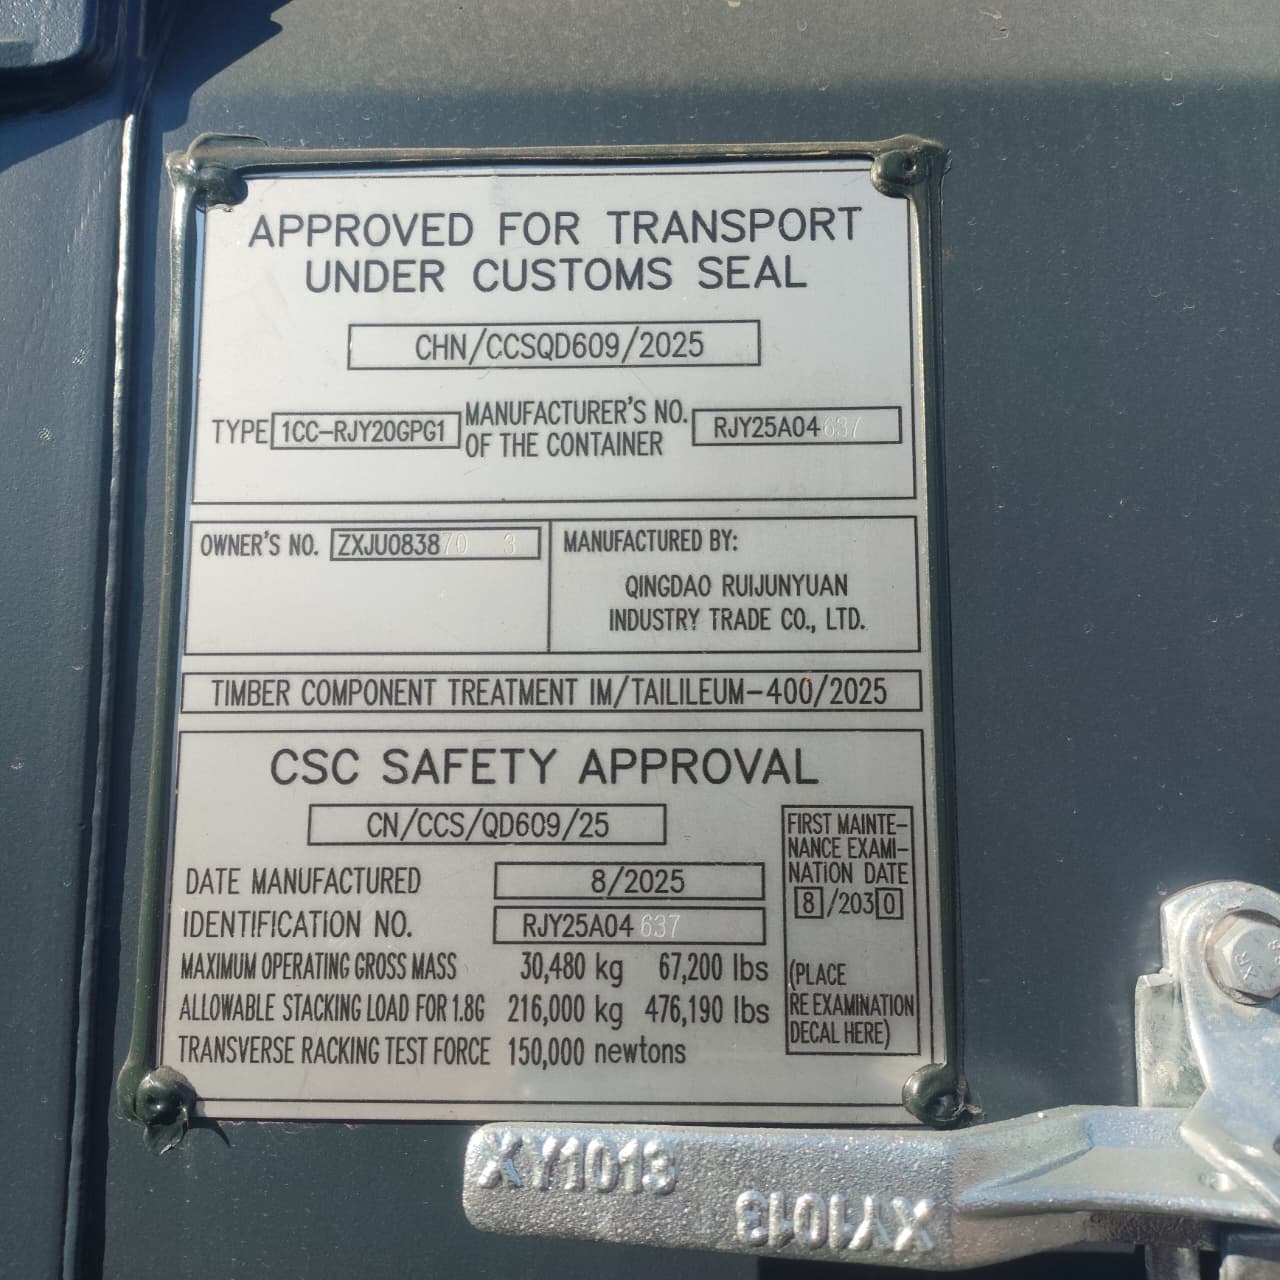 APPROVED FOR TRANSPORT
UNDER CUSTOMS SEAL
CHN/CCSQD609/2025
TYPE 1CC-RJY20GPG1 MANUFACTURER'S NO. OF THE CONTAINER RJY25A04637
OWNER'S NO. ZXJU083870 3
MANUFACTURED BY:
QINGDAO RUIJUNYUAN
INDUSTRY TRADE CO., LTD.
TIMBER COMPONENT TREATMENT IM/TAILILEUM-400/2025
CSC SAFETY APPROVAL
CN/CCS/QD609/25
DATE MANUFACTURED 8/2025
IDENTIFICATION NO. RJY25A04 637
MAXIMUM OPERATING GROSS MASS 30,480 kg 67,200 lbs
ALLOWABLE STACKING LOAD FOR 1.8G 216,000 kg 476,190 lbs
TRANSVERSE RACKING TEST FORCE 150,000 newtons
FIRST MAINTE-
NANCE EXAMI-
NATION DATE
8/2030
(PLACE
RE EXAMINATION
DECAL HERE)
XY1013
XY1013